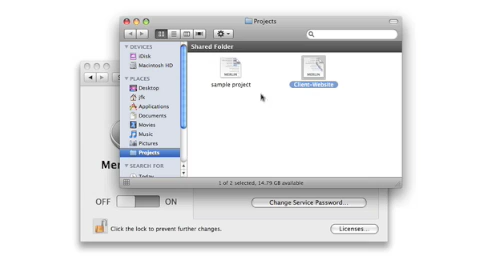 Projects
DEVICES
iDisk
Macintosh HD
PLACES
Desktop
jfk
Applications
Documents
Movies
Music
Pictures
Projects
SEARCH FOR
Today
Shared Folder
sample project
Client-Website
1 of 2 selected, 14.79 GB available
OFF
ON
Change Service Password...
Click the lock to prevent further changes.
Licenses...